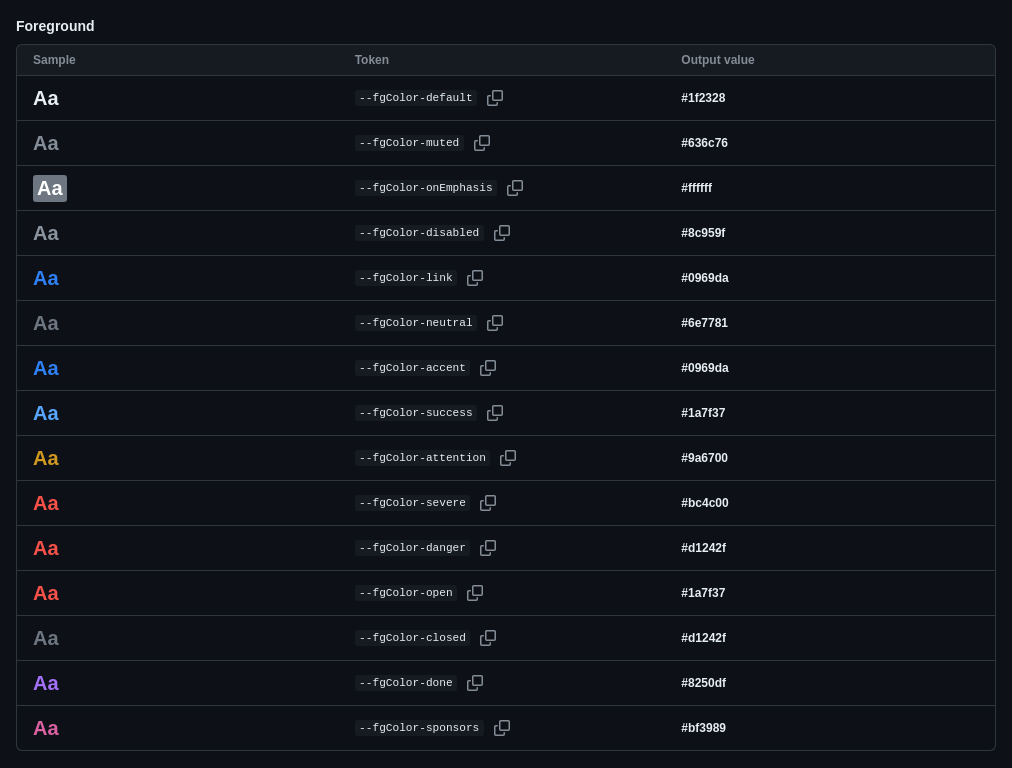 Foreground
Sample Token Output value
Aa --fgColor-default #1f2328
Aa --fgColor-muted #636c76
Aa --fgColor-onEmphasis #ffffff
Aa --fgColor-disabled #8c959f
Aa --fgColor-link #0969da
Aa --fgColor-neutral #6e7781
Aa --fgColor-accent #0969da
Aa --fgColor-success #1a7f37
Aa --fgColor-attention #9a6700
Aa --fgColor-severe #bc4c00
Aa --fgColor-danger #d1242f
Aa --fgColor-open #1a7f37
Aa --fgColor-closed #d1242f
Aa --fgColor-done #8250df
Aa --fgColor-sponsors #bf3989